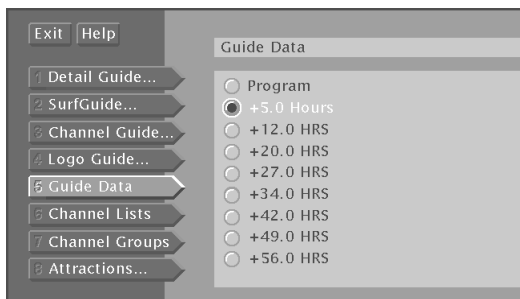 Exit Help
Guide Data
1 Detail Guide...
2 SurfGuide...
3 Channel Guide...
4 Logo Guide...
5 Guide Data
6 Channel Lists
7 Channel Groups
8 Attractions...
Program
+5.0 Hours
+12.0 HRS
+20.0 HRS
+27.0 HRS
+34.0 HRS
+42.0 HRS
+49.0 HRS
+56.0 HRS